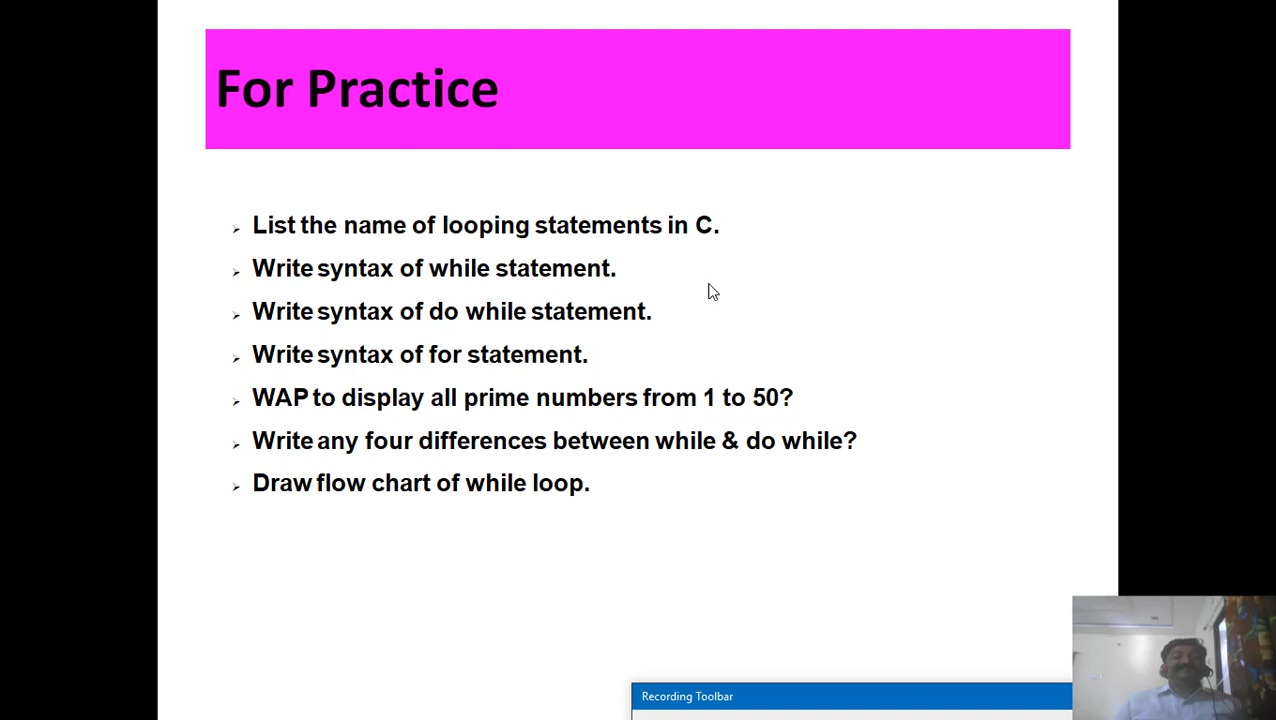 For Practice
List the name of looping statements in C.
Write syntax of while statement.
Write syntax of do while statement.
Write syntax of for statement.
WAP to display all prime numbers from 1 to 50?
Write any four differences between while & do while?
Draw flow chart of while loop.
Recording Toolbar